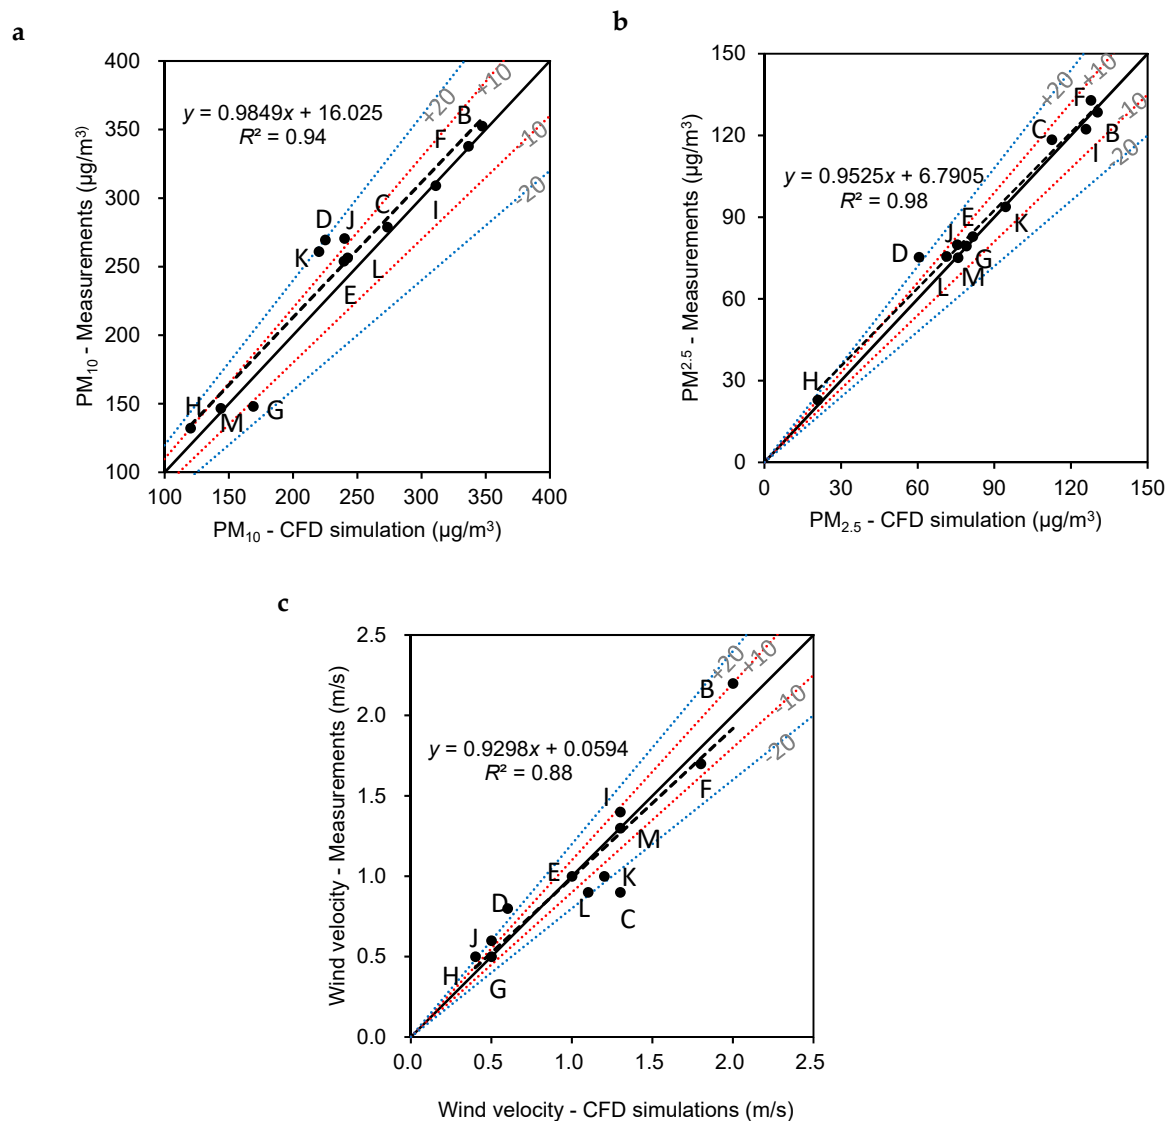 a
400
350
300
250
200
150
100
100 150 200 250 300 350 400
PM10 - Measurements (µg/m3)
PM10 - CFD simulation (µg/m3)
y = 0.9849x + 16.025
R² = 0.94
+20
+10
-10
-20
B
F
I
C
J
D
K
L
E
H
M
G
b
150
120
90
60
30
0
0 30 60 90 120 150
PM2.5 - Measurements (µg/m3)
PM2.5 - CFD simulation (µg/m3)
y = 0.9525x + 6.7905
R² = 0.98
+20
+10
-10
-20
F
B
C
I
K
E
J
D
G
M
L
H
c
2.5
2.0
1.5
1.0
0.5
0.0
0.0 0.5 1.0 1.5 2.0 2.5
Wind velocity - Measurements (m/s)
Wind velocity - CFD simulations (m/s)
y = 0.9298x + 0.0594
R² = 0.88
+20
+10
-10
-20
B
F
I
M
E
K
L
C
D
J
H
G